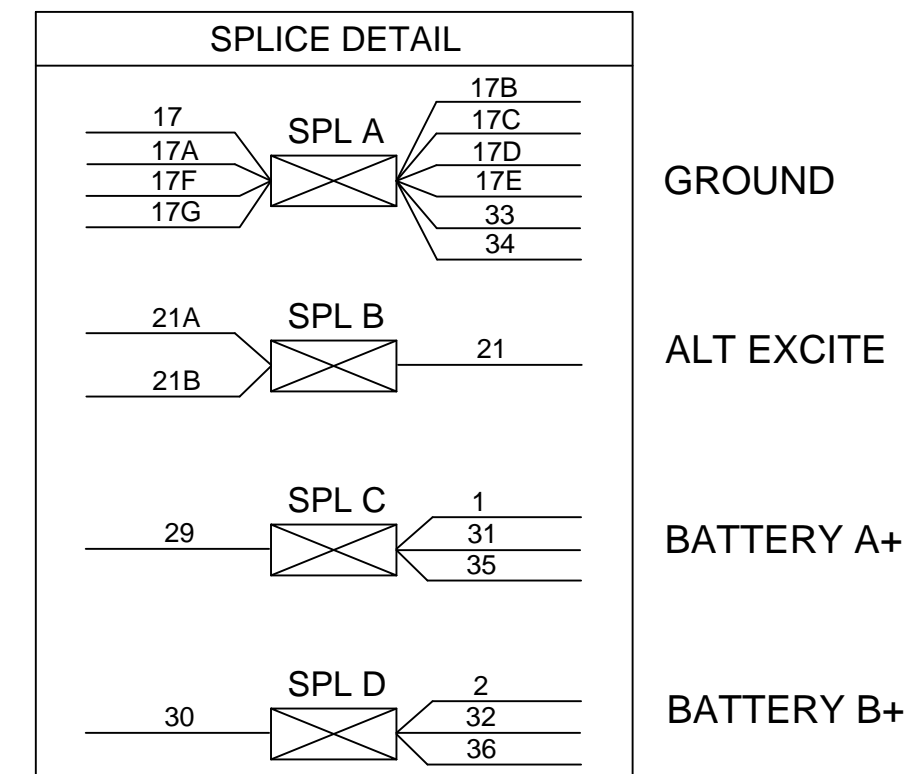 SPLICE DETAIL
17
17A
17F
17G
SPL A
17B
17C
17D
17E
33
34
GROUND
21A
21B
SPL B
21
ALT EXCITE
29
SPL C
1
31
35
BATTERY A+
30
SPL D
2
32
36
BATTERY B+